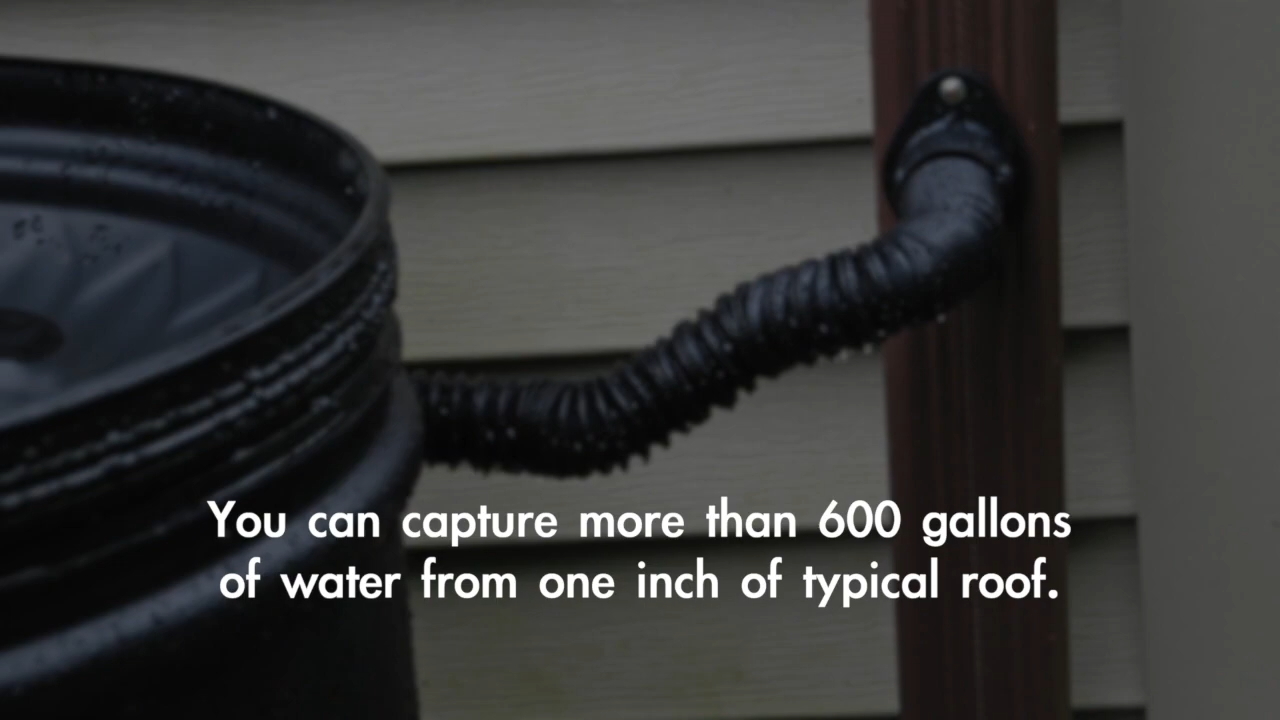 You can capture more than 600 gallons
of water from one inch of typical roof.